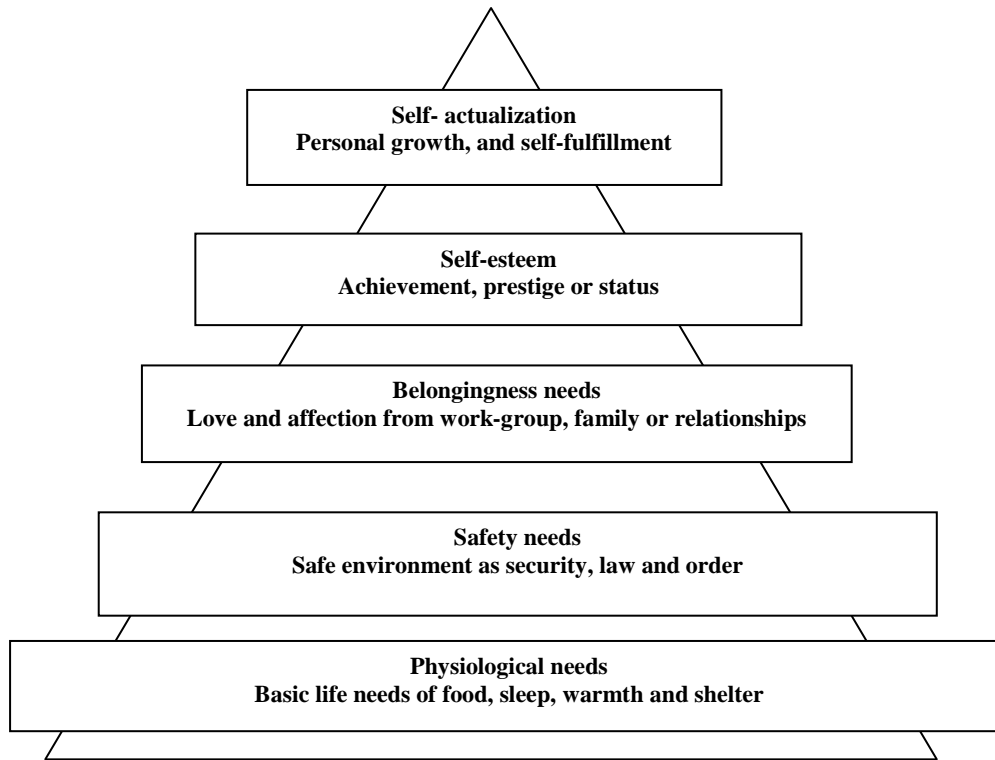 Self- actualization
Personal growth, and self-fulfillment
Self-esteem
Achievement, prestige or status
Belongingness needs
Love and affection from work-group, family or relationships
Safety needs
Safe environment as security, law and order
Physiological needs
Basic life needs of food, sleep, warmth and shelter